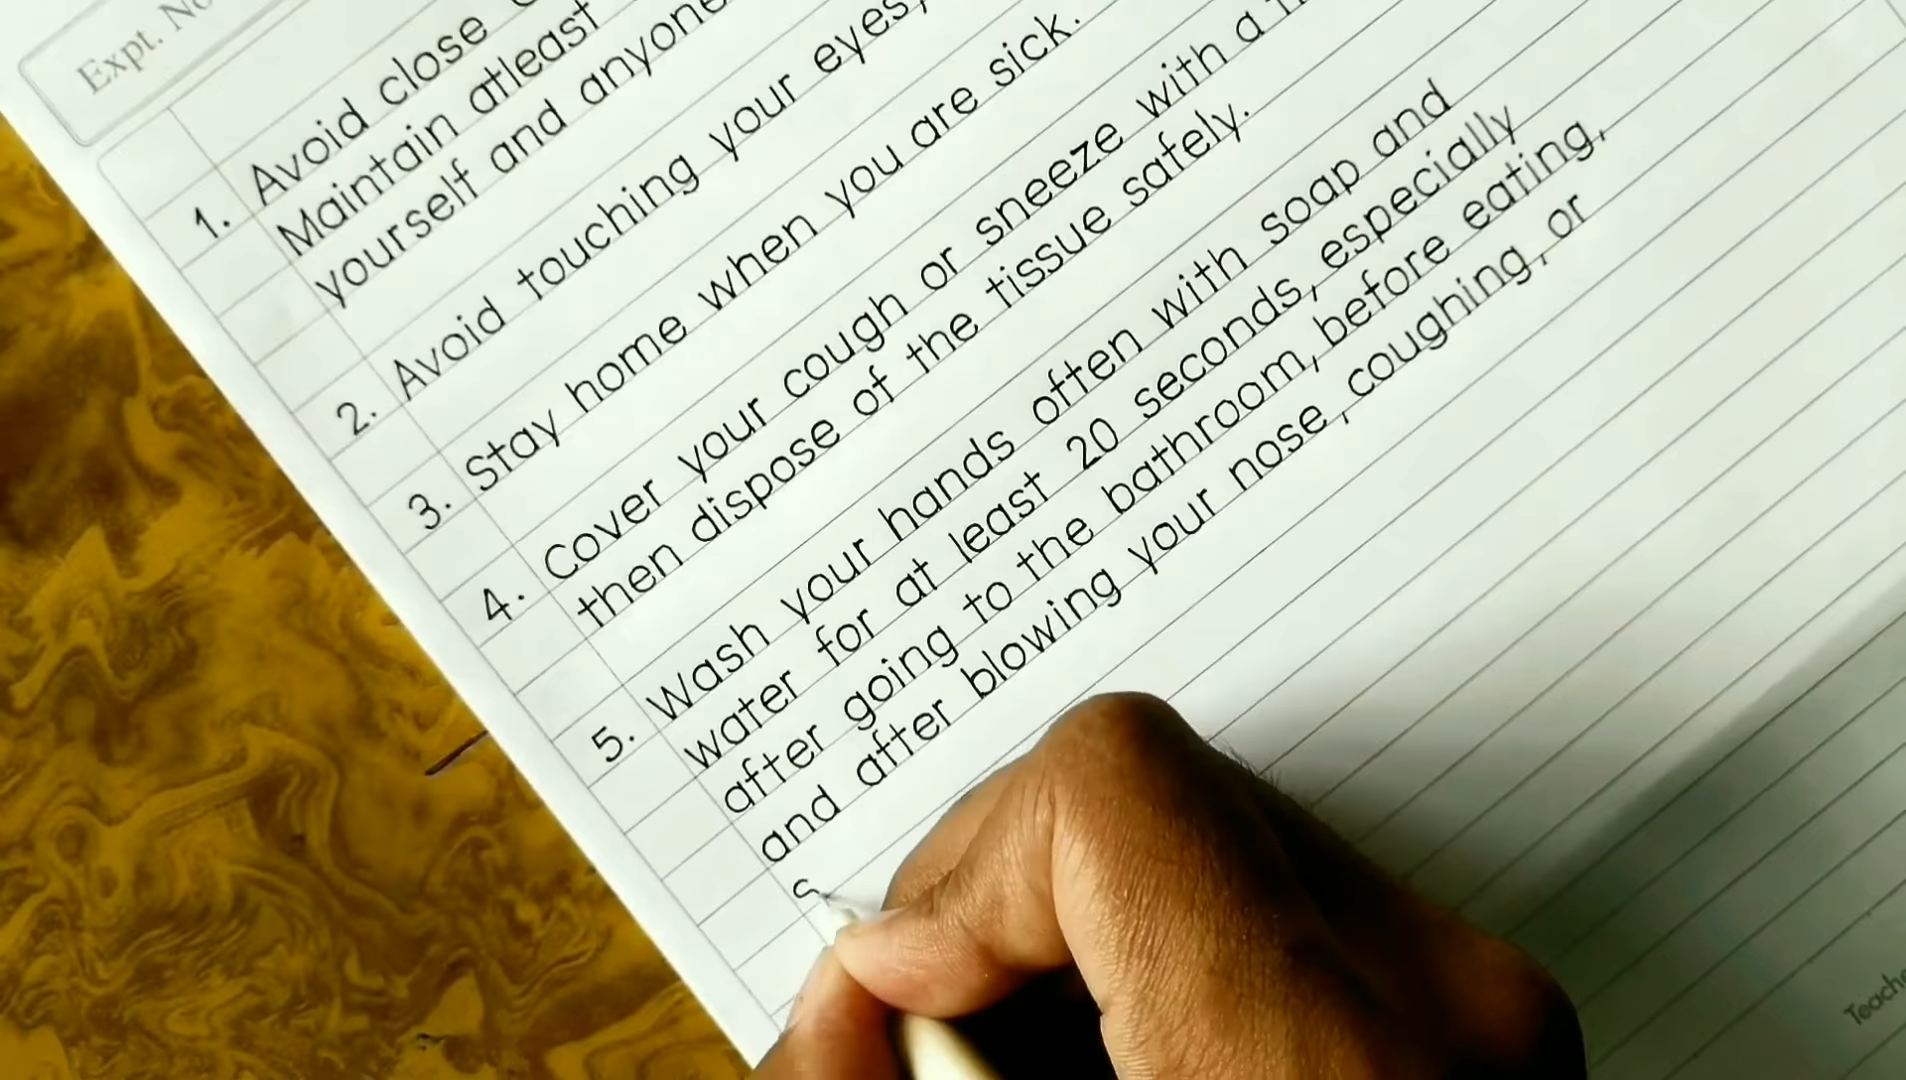 Expt. No
1. Avoid close
Maintain atleast
yourself and anyone
2. Avoid touching your eyes,
3. Stay home when you are sick.
4. Cover your cough or sneeze with a
then dispose of the tissue safely.
5. Wash your hands often with soap and
water for at least 20 seconds, especially
after going to the bathroom, before eating,
and after blowing your nose, coughing, or
s